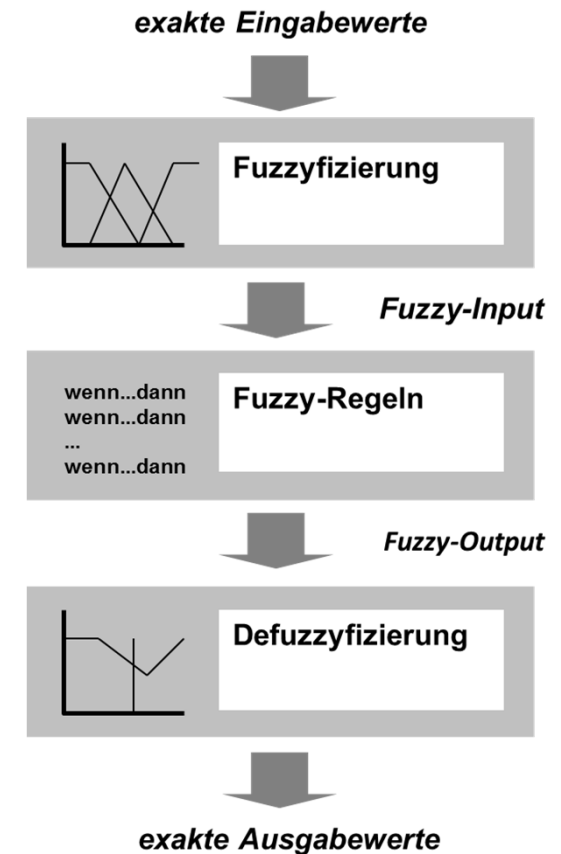 exakte Eingabewerte
Fuzzyfizierung
Fuzzy-Input
wenn...dann
wenn...dann
...
wenn...dann
Fuzzy-Regeln
Fuzzy-Output
Defuzzyfizierung
exakte Ausgabewerte